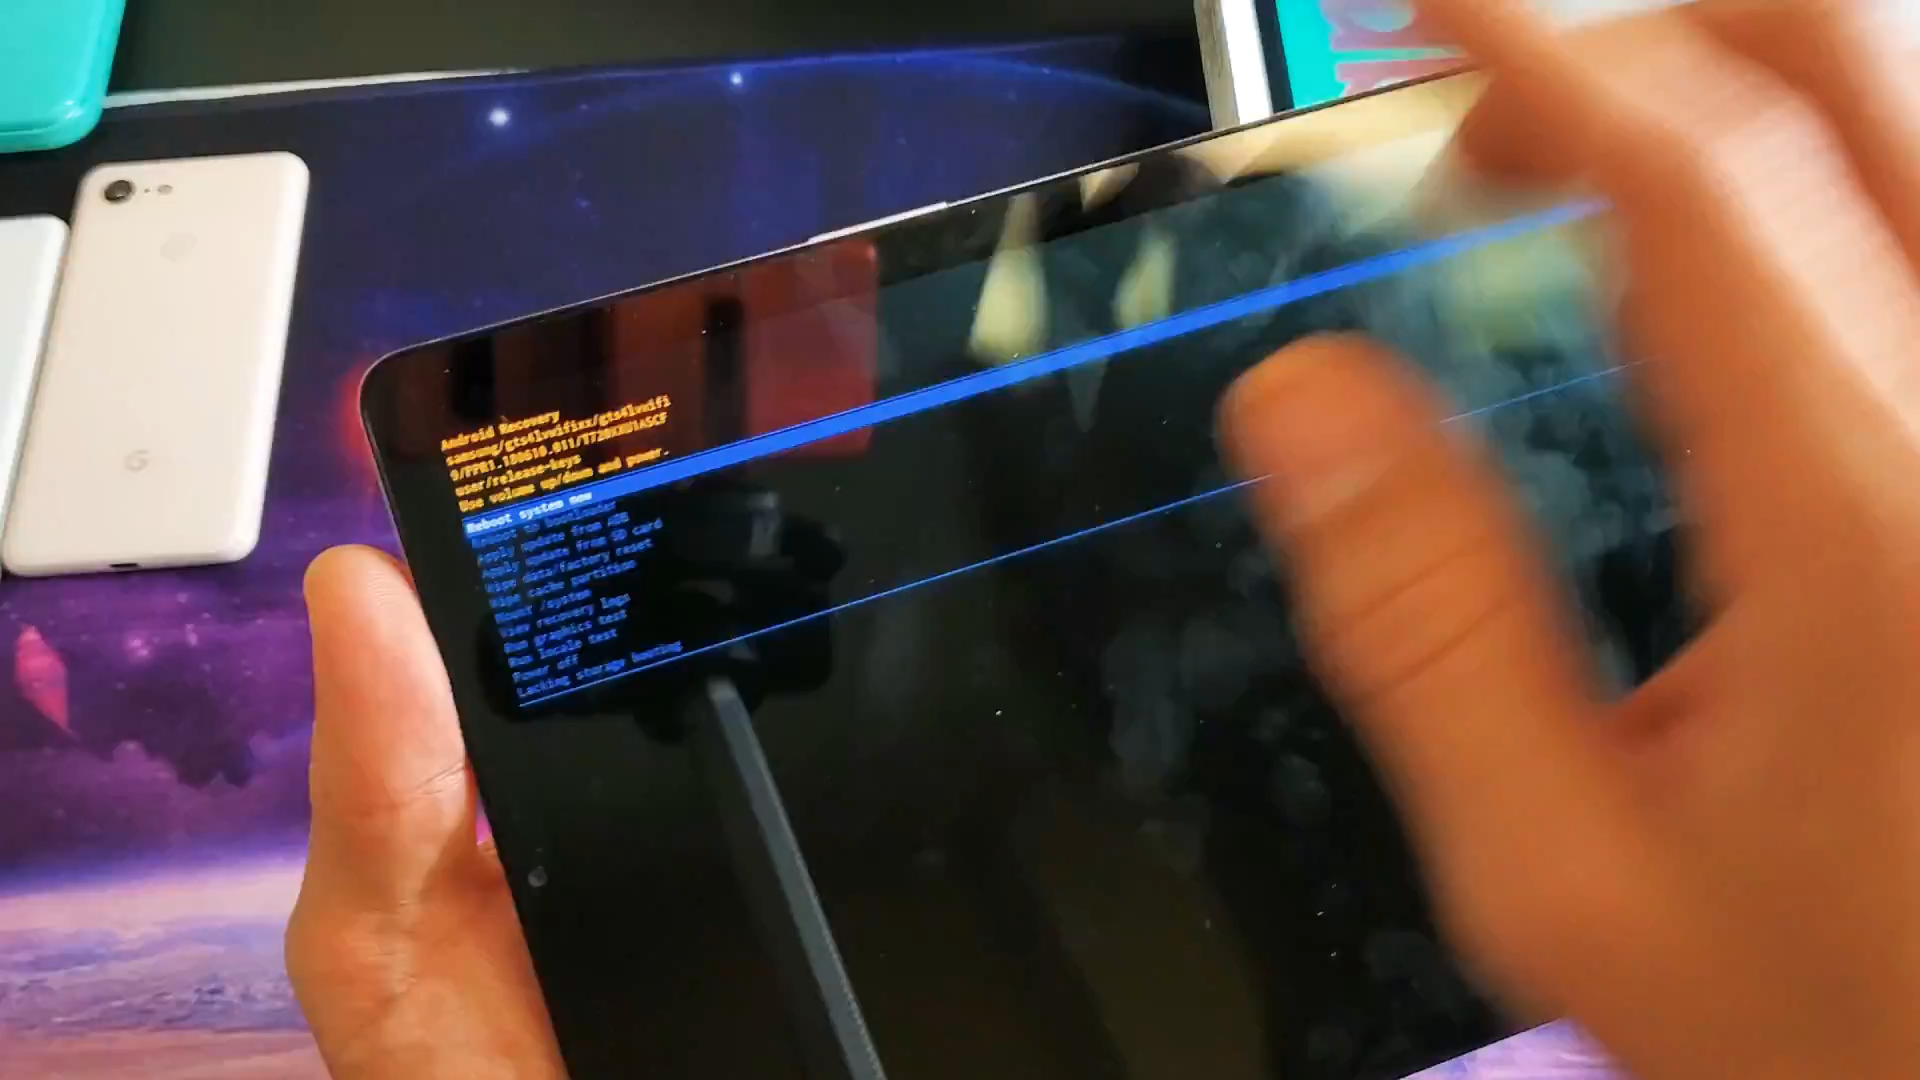 Android Recovery
samsung/gts4lvwifixx/gts4lvwifi
9/PPR1.180610.011/T720XXU1ASCF
user/release-keys
Use volume up/down and power.
Reboot system now
Reboot to bootloader
Apply update from ADB
Apply update from SD card
Wipe data/factory reset
Wipe cache partition
Mount /system
View recovery logs
Run graphics test
Run locale test
Power off
Lacking storage booting